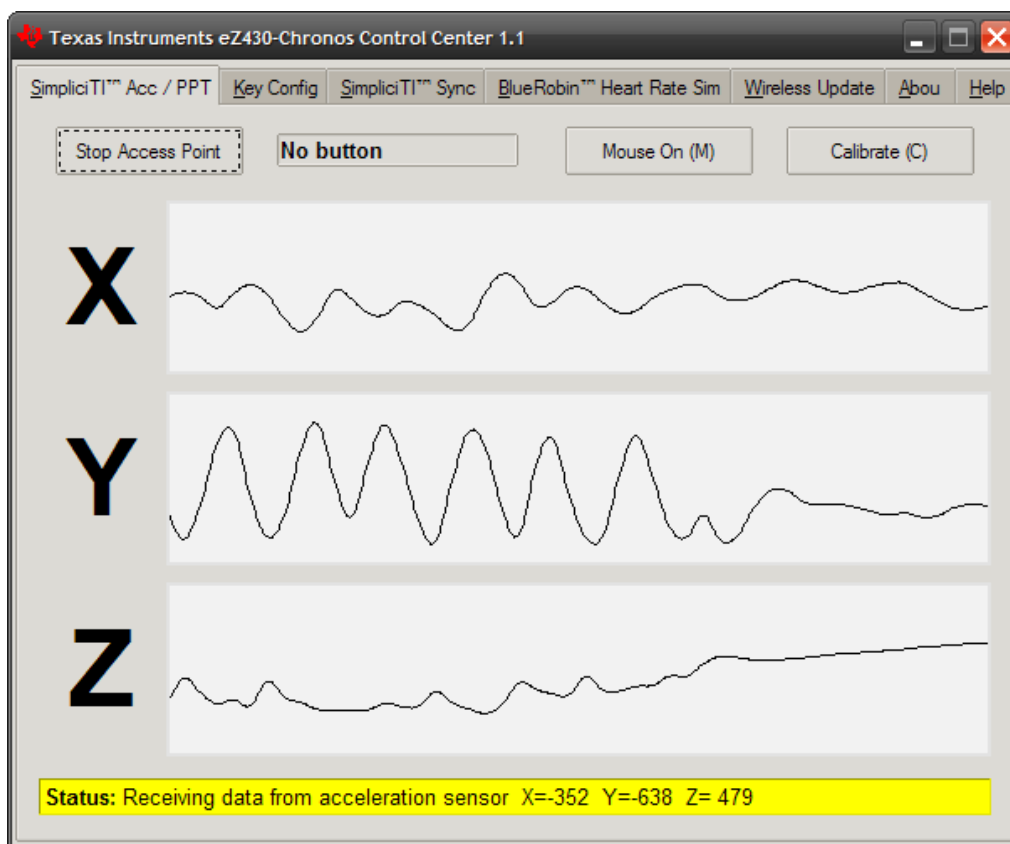 Texas Instruments eZ430-Chronos Control Center 1.1
SimpliciTI™ Acc / PPT Key Config SimpliciTI™ Sync BlueRobin™ Heart Rate Sim Wireless Update Abou Help
Stop Access Point No button Mouse On (M) Calibrate (C)
X
Y
Z
Status: Receiving data from acceleration sensor X=-352 Y=-638 Z= 479